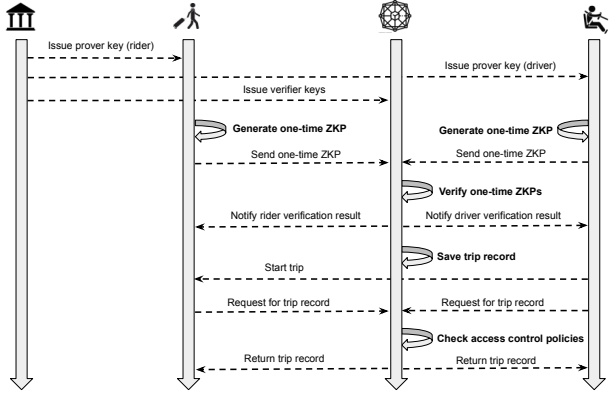 Issue prover key (rider)
Issue prover key (driver)
Issue verifier keys
Generate one-time ZKP
Generate one-time ZKP
Send one-time ZKP
Send one-time ZKP
Verify one-time ZKPs
Notify rider verification result
Notify driver verification result
Save trip record
Start trip
Request for trip record
Request for trip record
Check access control policies
Return trip record
Return trip record